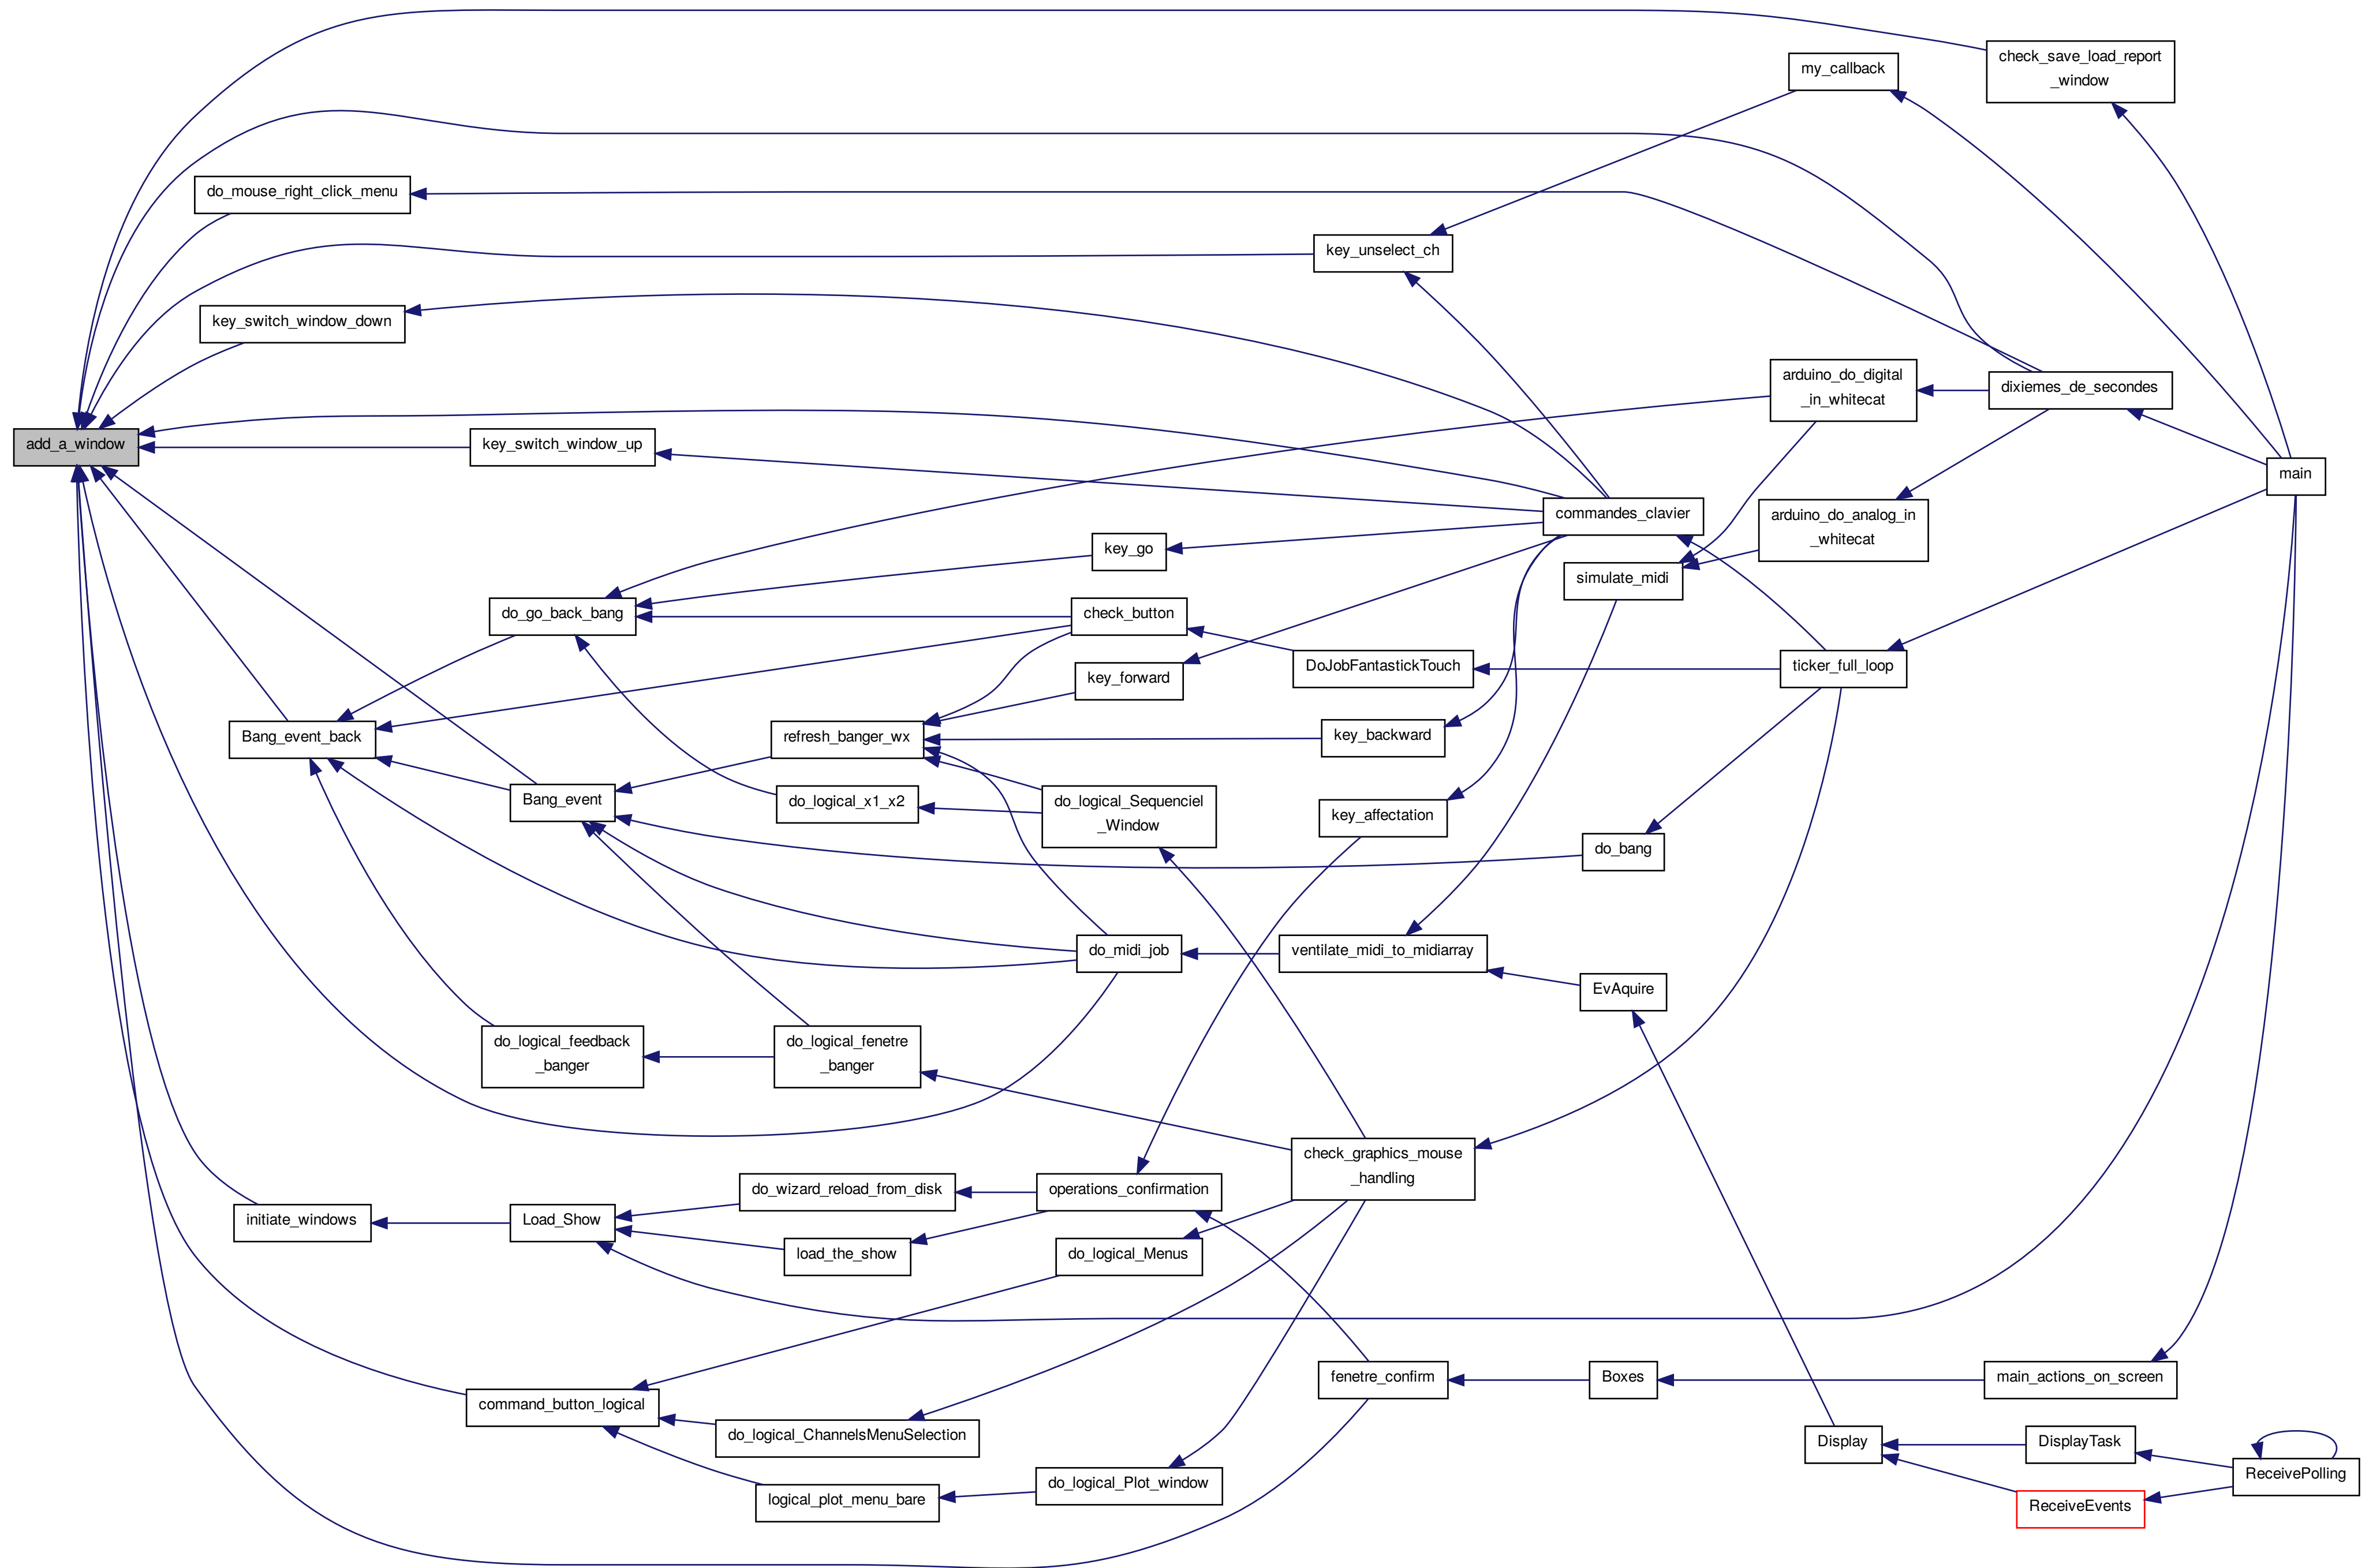 check_save_load_report
_window
my_callback
do_mouse_right_click_menu
key_unselect_ch
key_switch_window_down
arduino_do_digital
_in_whitecat
dixiemes_de_secondes
add_a_window
key_switch_window_up
main
commandes_clavier
arduino_do_analog_in
_whitecat
key_go
simulate_midi
do_go_back_bang
check_button
DoJobFantastickTouch
ticker_full_loop
key_forward
Bang_event_back
refresh_banger_wx
key_backward
Bang_event
do_logical_x1_x2
do_logical_Sequenciel
_Window
key_affectation
do_bang
do_midi_job
ventilate_midi_to_midiarray
EvAquire
do_logical_feedback
_banger
do_logical_fenetre
_banger
check_graphics_mouse
_handling
do_wizard_reload_from_disk
operations_confirmation
initiate_windows
Load_Show
load_the_show
do_logical_Menus
fenetre_confirm
Boxes
main_actions_on_screen
command_button_logical
do_logical_ChannelsMenuSelection
Display
DisplayTask
ReceivePolling
do_logical_Plot_window
logical_plot_menu_bare
ReceiveEvents